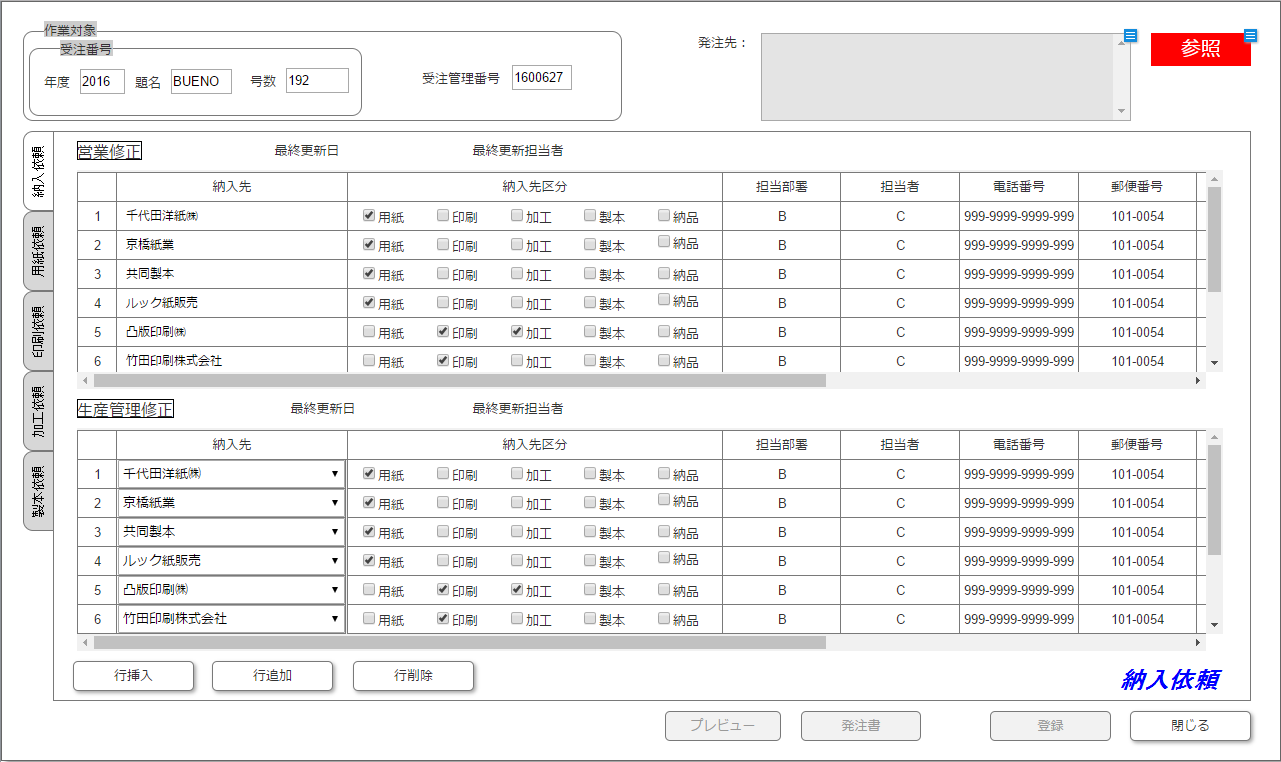 作業対象
受注番号
年度 2016 題名 BUENO 号数 192
受注管理番号 1600627
発注先：
参照
納入依頼
用紙依頼
印刷依頼
加工依頼
製本依頼
営業修正 最終更新日 最終更新担当者
納入先 納入先区分 担当部署 担当者 電話番号 郵便番号
1 千代田洋紙㈱ 用紙 印刷 加工 製本 納品 B C 999-9999-9999-999 101-0054
2 京橋紙業 用紙 印刷 加工 製本 納品 B C 999-9999-9999-999 101-0054
3 共同製本 用紙 印刷 加工 製本 納品 B C 999-9999-9999-999 101-0054
4 ルック紙販売 用紙 印刷 加工 製本 納品 B C 999-9999-9999-999 101-0054
5 凸版印刷㈱ 用紙 印刷 加工 製本 納品 B C 999-9999-9999-999 101-0054
6 竹田印刷株式会社 用紙 印刷 加工 製本 納品 B C 999-9999-9999-999 101-0054
生産管理修正 最終更新日 最終更新担当者
納入先 納入先区分 担当部署 担当者 電話番号 郵便番号
1 千代田洋紙㈱ 用紙 印刷 加工 製本 納品 B C 999-9999-9999-999 101-0054
2 京橋紙業 用紙 印刷 加工 製本 納品 B C 999-9999-9999-999 101-0054
3 共同製本 用紙 印刷 加工 製本 納品 B C 999-9999-9999-999 101-0054
4 ルック紙販売 用紙 印刷 加工 製本 納品 B C 999-9999-9999-999 101-0054
5 凸版印刷㈱ 用紙 印刷 加工 製本 納品 B C 999-9999-9999-999 101-0054
6 竹田印刷株式会社 用紙 印刷 加工 製本 納品 B C 999-9999-9999-999 101-0054
行挿入 行追加 行削除 納入依頼
プレビュー 発注書 登録 閉じる